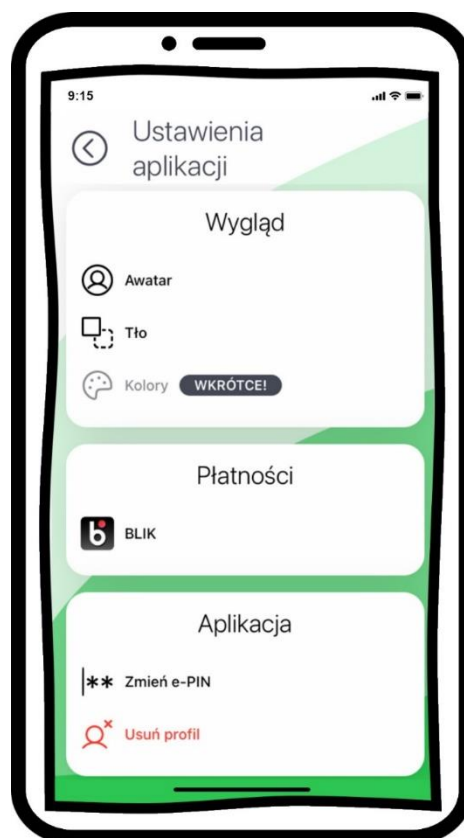 9:15
Ustawienia
aplikacji
Wygląd
Awatar
Tło
Kolory WKRÓTCE!
Płatności
b BLIK
Aplikacja
|** Zmień e-PIN
Usuń profil